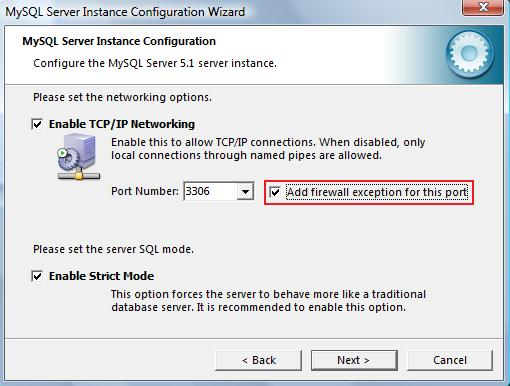 MySQL Server Instance Configuration Wizard
MySQL Server Instance Configuration
Configure the MySQL Server 5.1 server instance.
Please set the networking options.
Enable TCP/IP Networking
Enable this to allow TCP/IP connections. When disabled, only
local connections through named pipes are allowed.
Port Number: 3306 Add firewall exception for this port
Please set the server SQL mode.
Enable Strict Mode
This option forces the server to behave more like a traditional
database server. It is recommended to enable this option.
< Back Next > Cancel